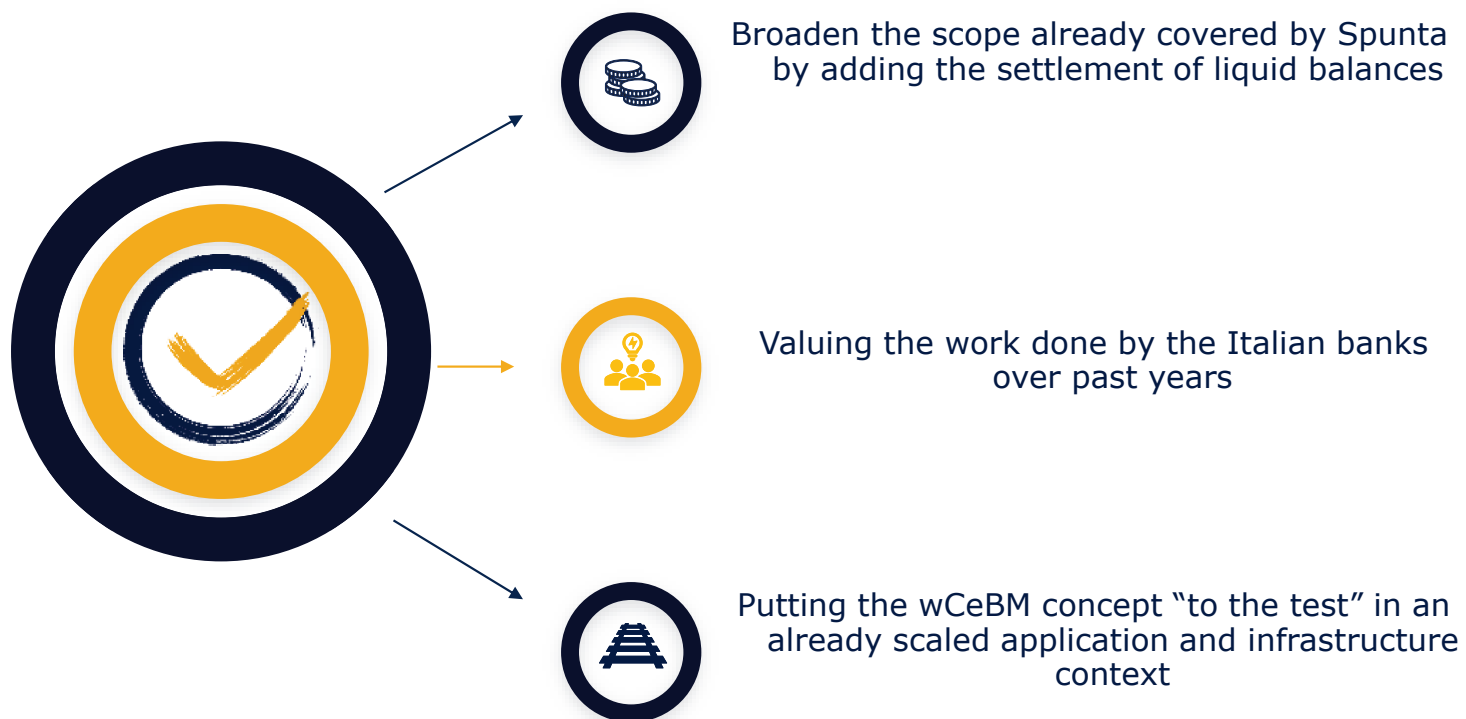 Broaden the scope already covered by Spunta
by adding the settlement of liquid balances
Valuing the work done by the Italian banks
over past years
Putting the wCeBM concept “to the test” in an
already scaled application and infrastructure
context